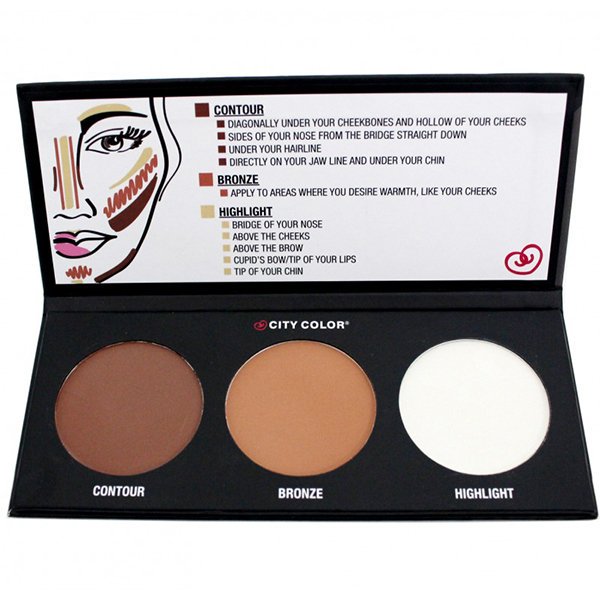 CONTOUR
DIAGONALLY UNDER YOUR CHEEKBONES AND HOLLOW OF YOUR CHEEKS
SIDES OF YOUR NOSE FROM THE BRIDGE STRAIGHT DOWN
UNDER YOUR HAIRLINE
DIRECTLY ON YOUR JAW LINE AND UNDER YOUR CHIN
BRONZE
APPLY TO AREAS WHERE YOU DESIRE WARMTH, LIKE YOUR CHEEKS
HIGHLIGHT
BRIDGE OF YOUR NOSE
ABOVE THE CHEEKS
ABOVE THE BROW
CUPID'S BOW/TIP OF YOUR LIPS
TIP OF YOUR CHIN
CITY COLOR®
CONTOUR
BRONZE
HIGHLIGHT